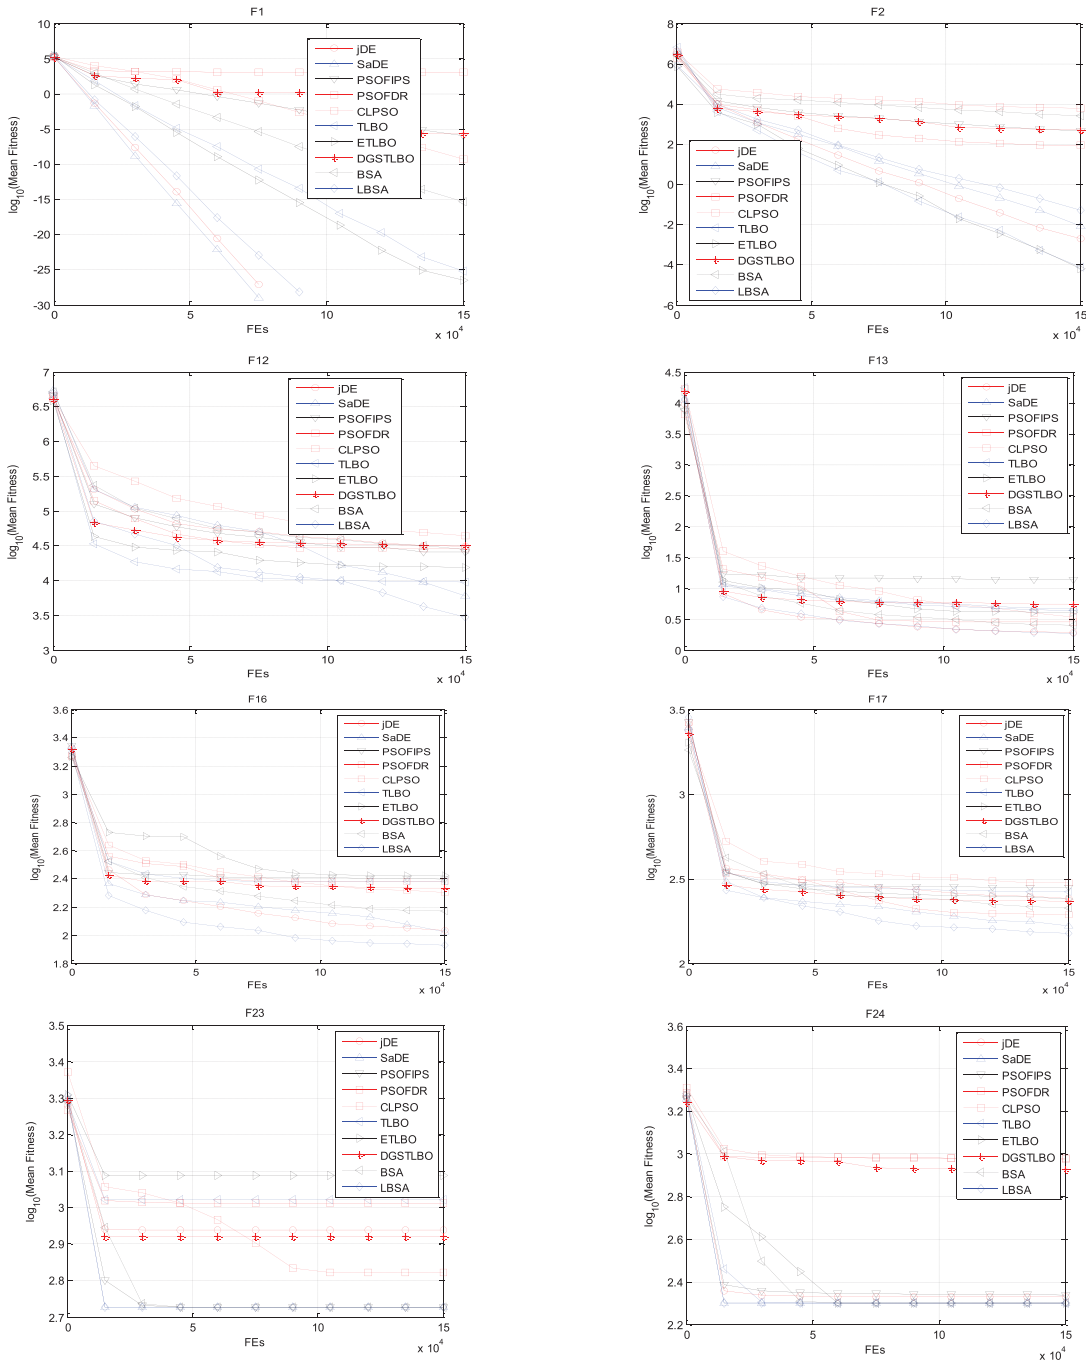 F1
10
5
0
-5
-10
-15
-20
-25
-30
0
5
10
15
x 10^4
FEs
log10(Mean Fitness)
jDE
SaDE
PSOFIPS
PSOFDR
CLPSO
TLBO
ETLBO
DGSTLBO
BSA
LBSA
F2
8
6
4
2
0
-2
-4
-6
0
5
10
15
x 10^4
FEs
log10(Mean Fitness)
jDE
SaDE
PSOFIPS
PSOFDR
CLPSO
TLBO
ETLBO
DGSTLBO
BSA
LBSA
F12
7
6.5
6
5.5
5
4.5
4
3.5
3
0
5
10
15
x 10^4
FEs
log10(Mean Fitness)
jDE
SaDE
PSOFIPS
PSOFDR
CLPSO
TLBO
ETLBO
DGSTLBO
BSA
LBSA
F13
4.5
4
3.5
3
2.5
2
1.5
1
0.5
0
0
5
10
15
x 10^4
FEs
log10(Mean Fitness)
jDE
SaDE
PSOFIPS
PSOFDR
CLPSO
TLBO
ETLBO
DGSTLBO
BSA
LBSA
F16
3.6
3.4
3.2
3
2.8
2.6
2.4
2.2
2
1.8
0
5
10
15
x 10^4
FEs
log10(Mean Fitness)
jDE
SaDE
PSOFIPS
PSOFDR
CLPSO
TLBO
ETLBO
DGSTLBO
BSA
LBSA
F17
3.5
3
2.5
2
0
5
10
15
x 10^4
FEs
log10(Mean Fitness)
jDE
SaDE
PSOFIPS
PSOFDR
CLPSO
TLBO
ETLBO
DGSTLBO
BSA
LBSA
F23
3.5
3.4
3.3
3.2
3.1
3
2.9
2.8
2.7
0
5
10
15
x 10^4
FEs
log10(Mean Fitness)
jDE
SaDE
PSOFIPS
PSOFDR
CLPSO
TLBO
ETLBO
DGSTLBO
BSA
LBSA
F24
3.6
3.4
3.2
3
2.8
2.6
2.4
2.2
0
5
10
15
x 10^4
FEs
log10(Mean Fitness)
jDE
SaDE
PSOFIPS
PSOFDR
CLPSO
TLBO
ETLBO
DGSTLBO
BSA
LBSA